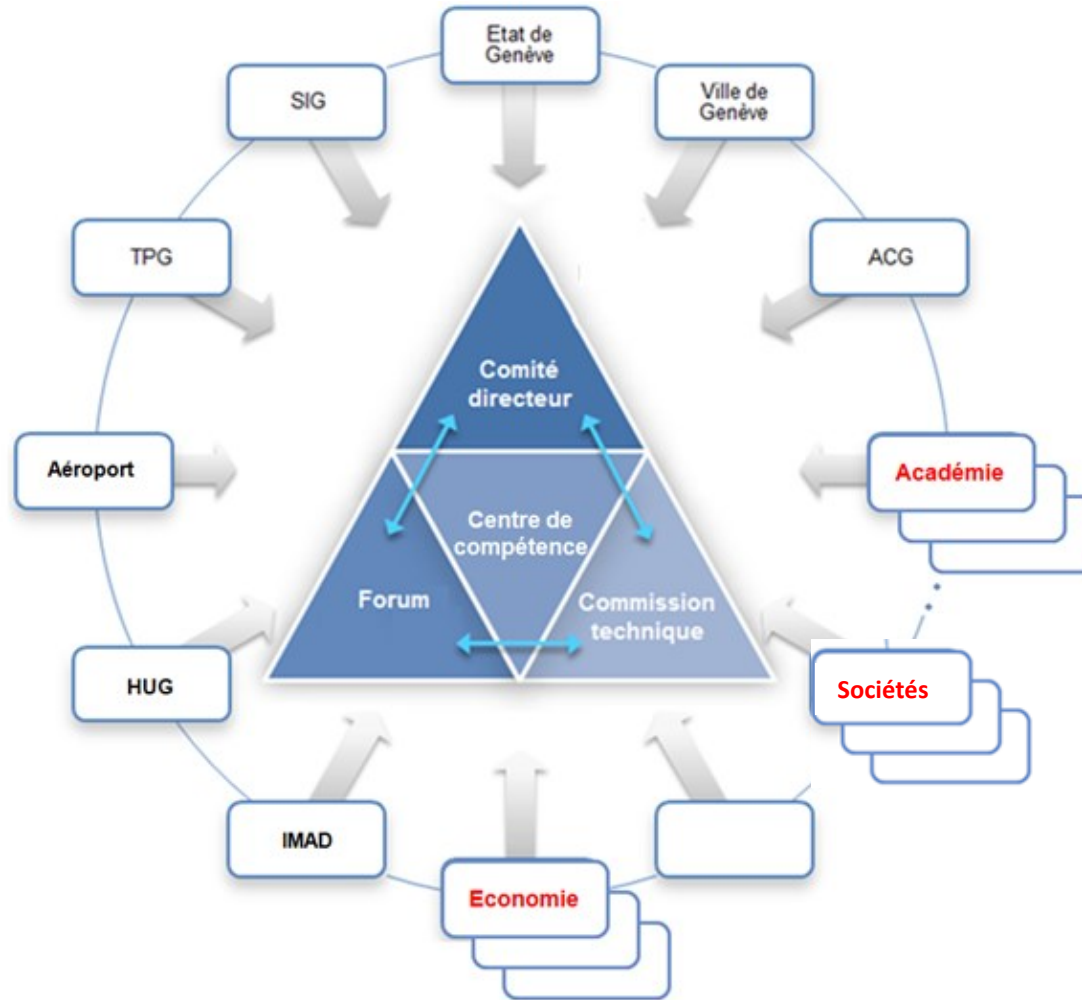 Etat de
Genève
SIG
Ville de
Genève
TPG
ACG
Comité
directeur
Aéroport
Académie
Centre de
compétence
Forum
Commission
technique
HUG
Sociétés
IMAD
Economie